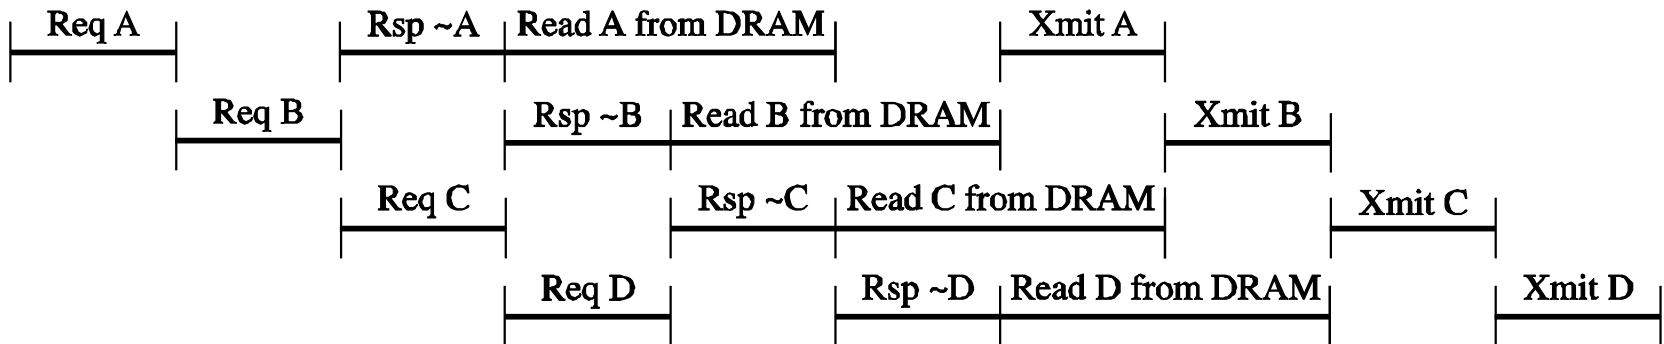 Req A Rsp ~A Read A from DRAM Xmit A
Req B Rsp ~B Read B from DRAM Xmit B
Req C Rsp ~C Read C from DRAM Xmit C
Req D Rsp ~D Read D from DRAM Xmit D